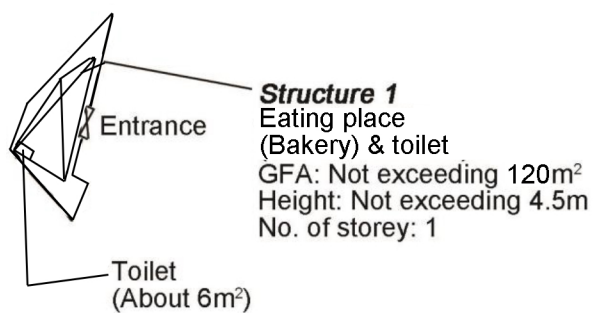 Structure 1
Eating place
Entrance
(Bakery) & toilet
GFA: Not exceeding 120m²
Height: Not exceeding 4.5m
No. of storey: 1
Toilet
(About 6m²)